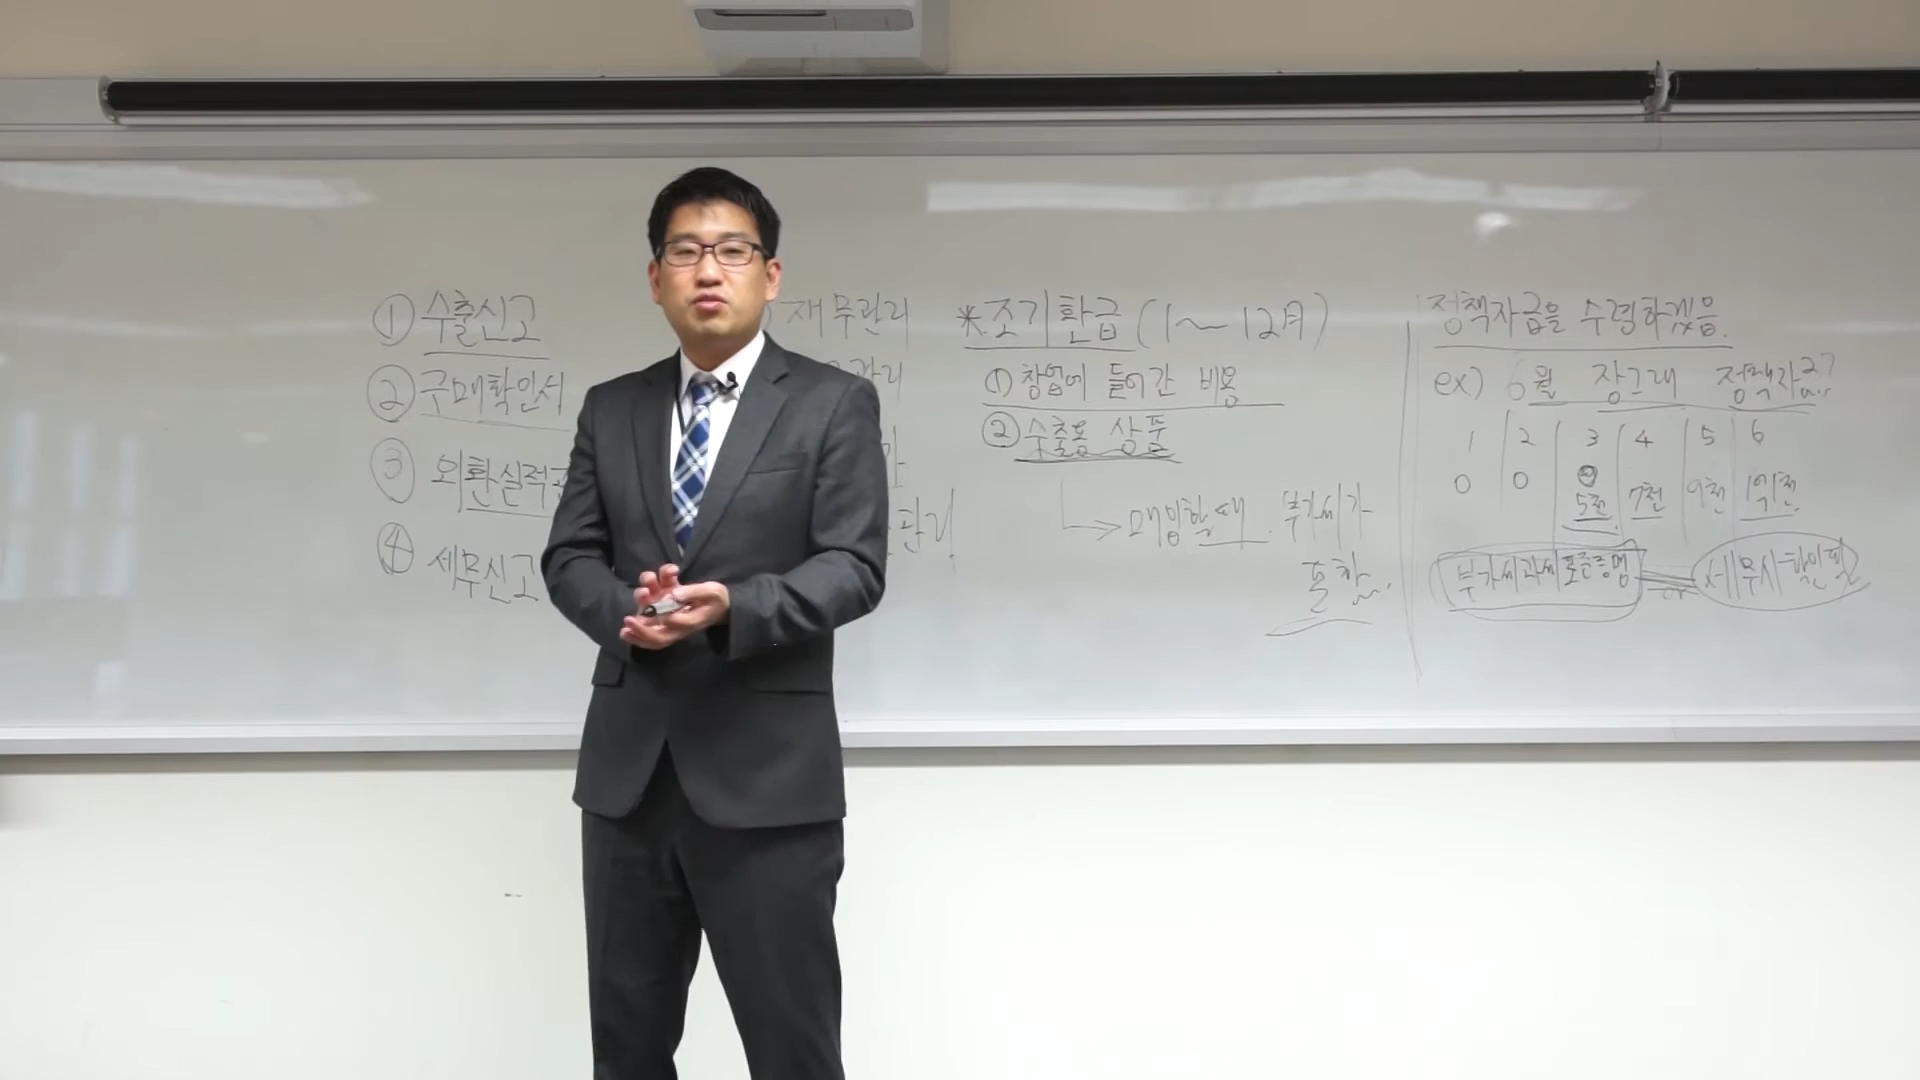 ① 수출신고
② 구매확인서
③ 외환실적
④ 세무신고
재무관리
관리
관리
*조기환급 (1~12月)
① 창업에 들어간 비용
② 수출용 상품
→ 매입할때. 부가세가
포함.
정책자금을 수령하겠음.
ex) 6월 장그래 정책자금
1 2 3 4 5 6
0 0 0
5천 7천 9천 1억1천
부가세과세표준증명 or 세무사확인필